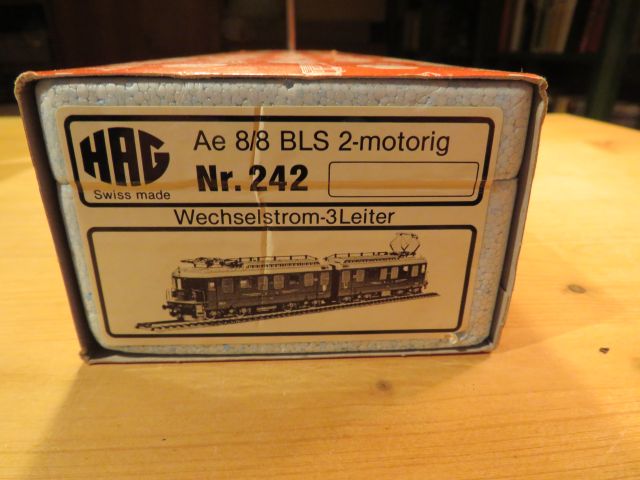 HAG
Swiss made
Ae 8/8 BLS 2-motorig
Nr. 242
Wechselstrom-3Leiter